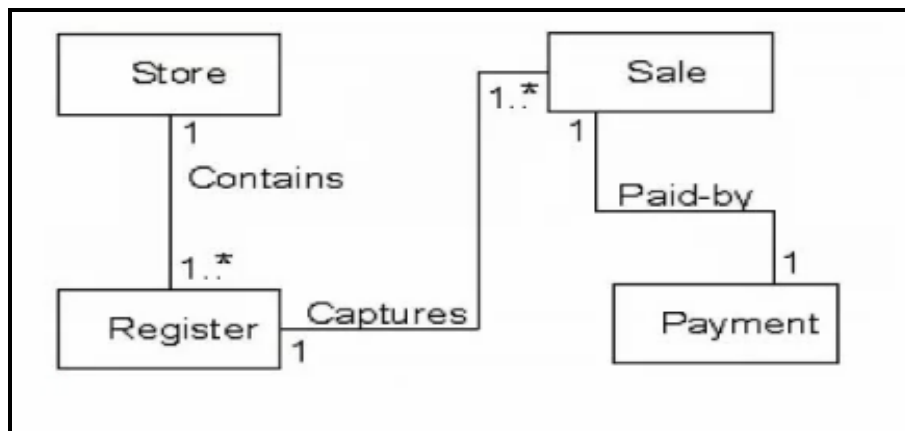 Store
1
Contains
1..*
Register
1
Captures
1..*
Sale
1
Paid-by
1
Payment